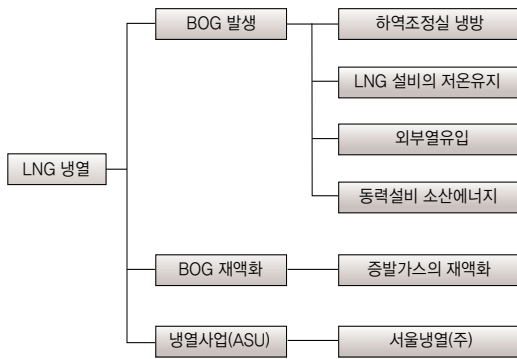 LNG 냉열
BOG 발생
하역조정실 냉방
LNG 설비의 저온유지
외부열유입
동력설비 소산에너지
BOG 재액화
증발가스의 재액화
냉열사업(ASU)
서울냉열(주)